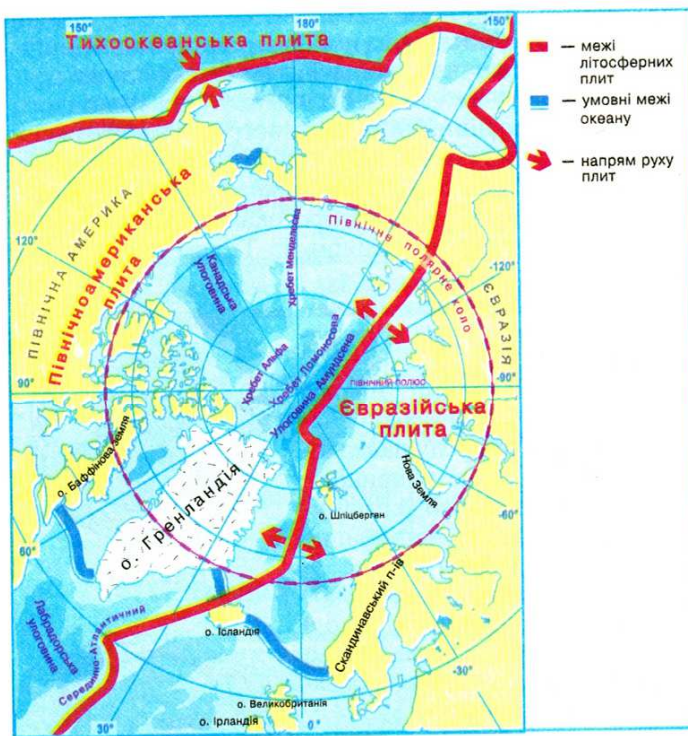 150°
180°
-150°
Тихоокеанська плита
— межі
літосферних
плит
— умовні межі
океану
— напрям руху
плит
ПІВНІЧНА АМЕРИКА
Північноамериканська
плита
120°
Канадська
улоговина
Хребет Менделєєва
Північне полярне коло
-120°
ЄВРАЗІЯ
Хребет Альфа
Хребет Ломоносова
Улоговина Амундсена
90°
ПІВНІЧНИЙ ПОЛЮС
-90°
Євразійська
плита
о. Баффінова Земля
о. Гренландія
Нова Земля
о. Шпіцберген
60°
-60°
Лабрадорська
улоговина
Серединно-Атлантичний
о. Ісландія
Скандинавський п-ів
-30°
о. Великобританія
о. Ірландія
30°
0°